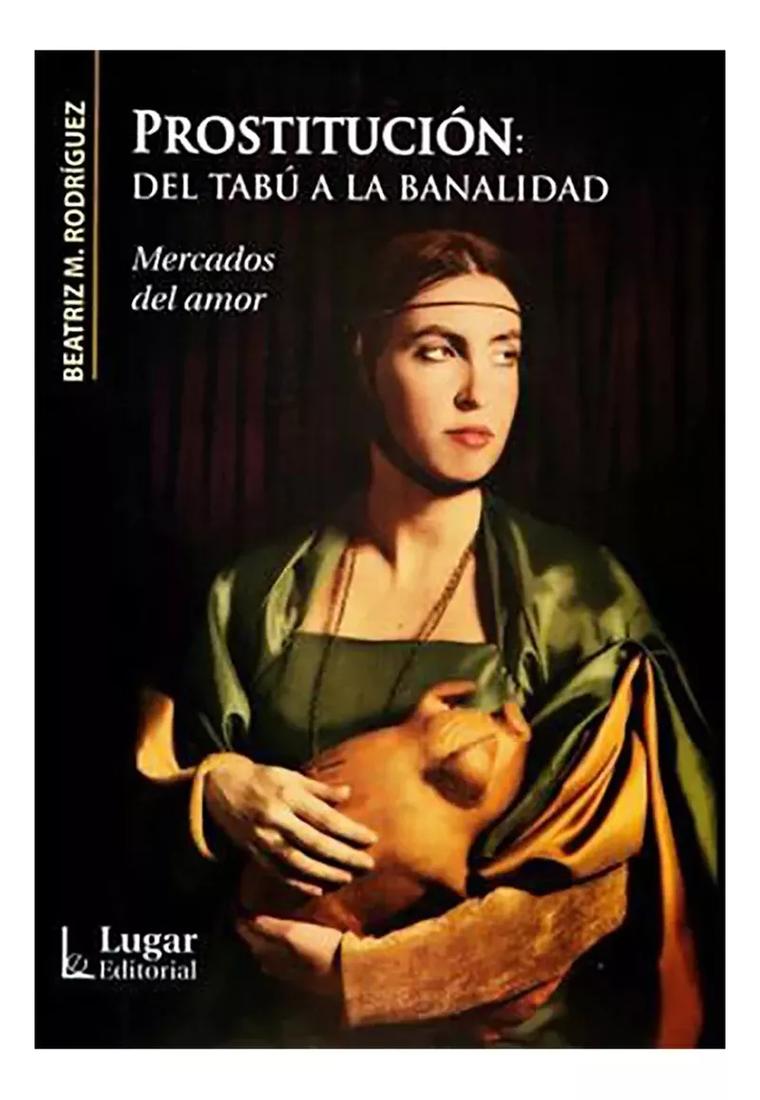 BEATRIZ M. RODRÍGUEZ
PROSTITUCIÓN:
DEL TABÚ A LA BANALIDAD
Mercados
del amor
Lugar
Editorial